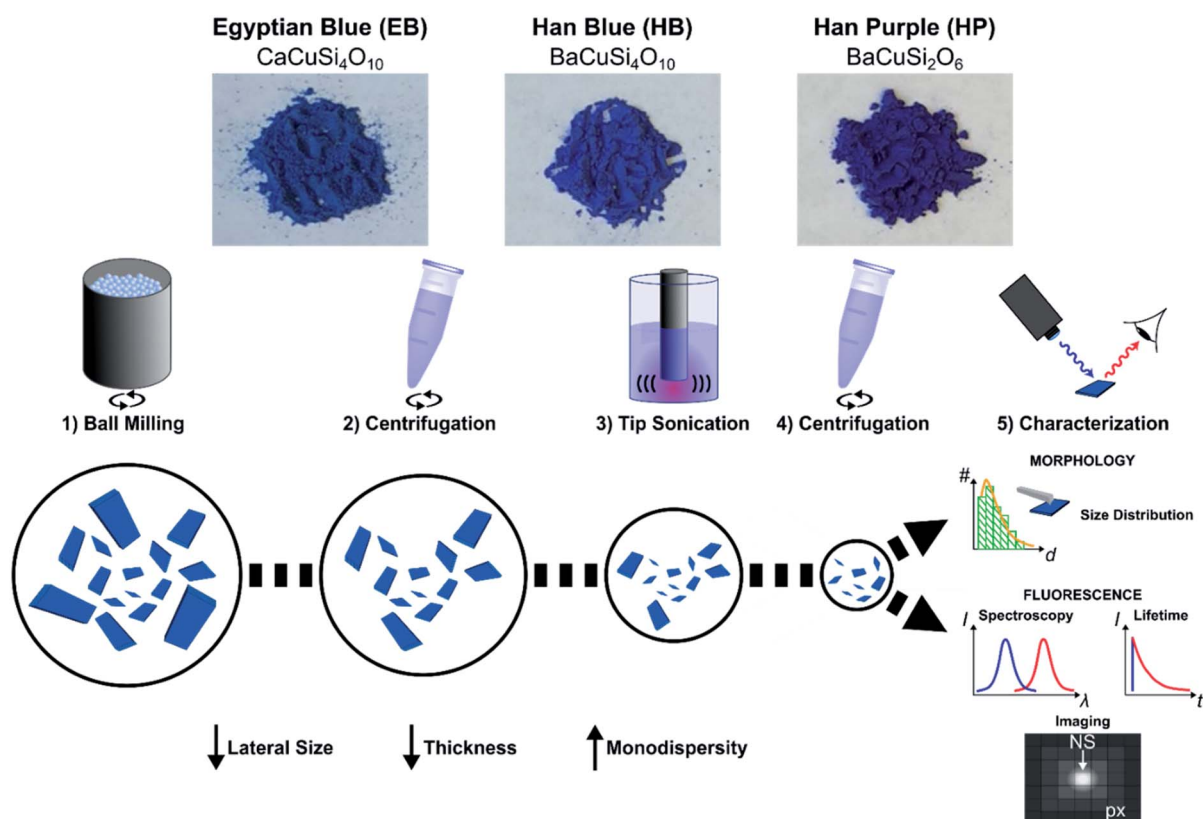 Egyptian Blue (EB)
CaCuSi₄O₁₀
Han Blue (HB)
BaCuSi₄O₁₀
Han Purple (HP)
BaCuSi₂O₆
1) Ball Milling
2) Centrifugation
3) Tip Sonication
4) Centrifugation
5) Characterization
MORPHOLOGY
#
Size Distribution
d
FLUORESCENCE
I Spectroscopy
I Lifetime
λ
t
Imaging
NS
px
↓ Lateral Size
↓ Thickness
↑ Monodispersity